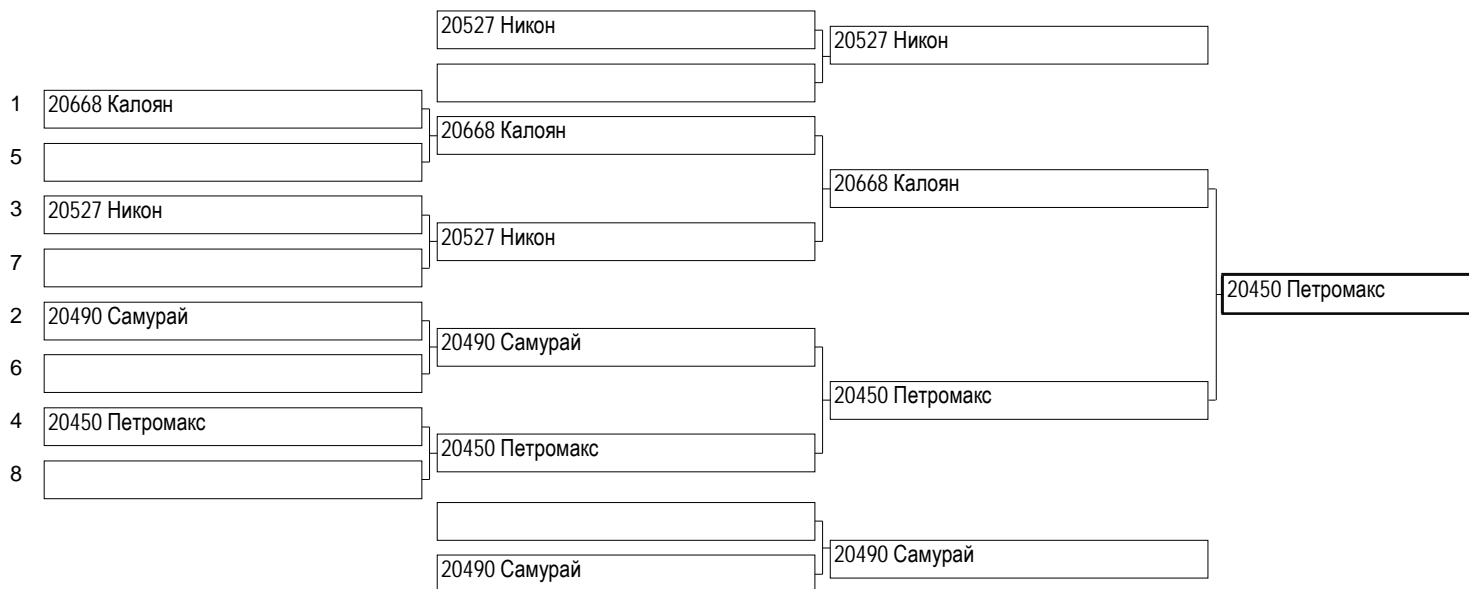 20527 Никон
20527 Никон
1 20668 Калоян
20668 Калоян
5
20668 Калоян
3 20527 Никон
20527 Никон
7
20450 Петромакс
2 20490 Самурай
20490 Самурай
6
20450 Петромакс
4 20450 Петромакс
20450 Петромакс
8
20490 Самурай
20490 Самурай